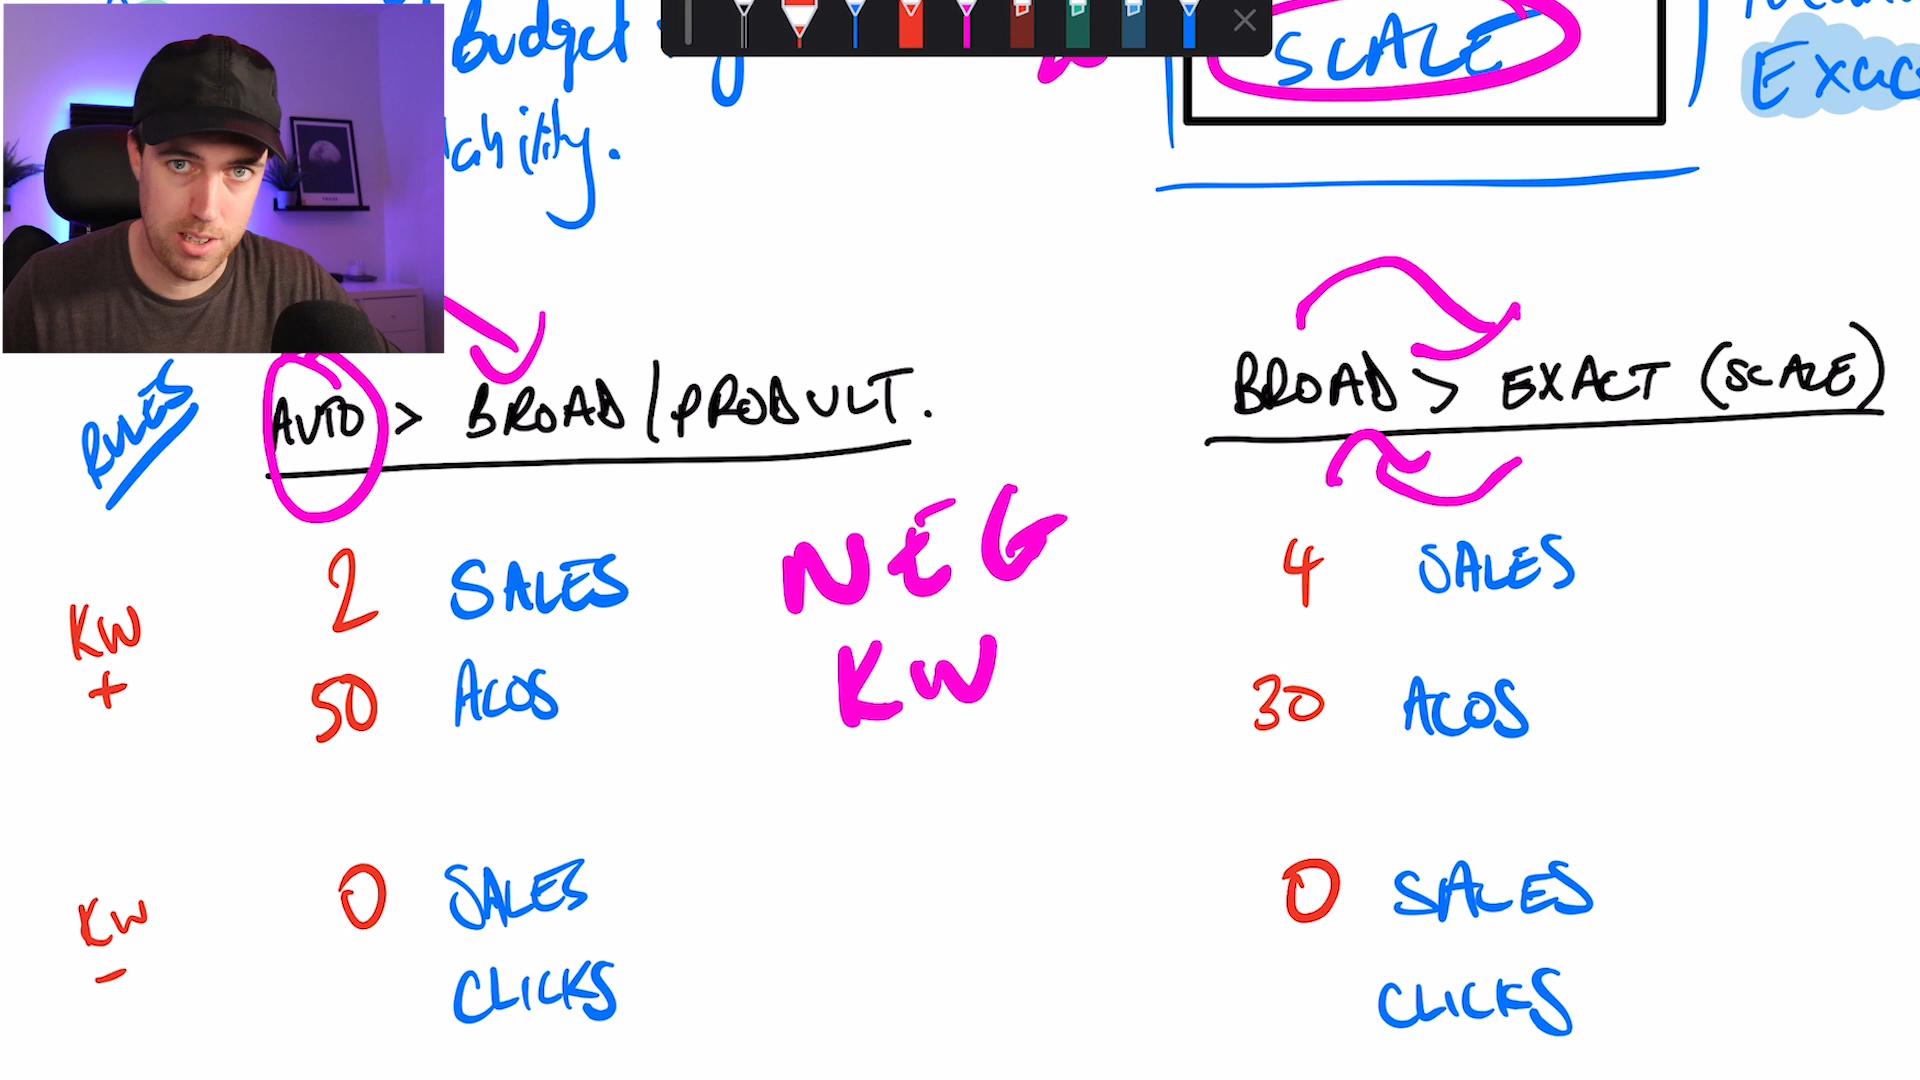 Budget
SCALE
Exac
ability.
RULES
AUTO > BROAD/PRODUCT.
BROAD > EXACT (SCALE)
NEG
KW
KW
+
2 SALES
50 ACOS
4 SALES
30 ACOS
KW
-
0 SALES
CLICKS
0 SALES
CLICKS